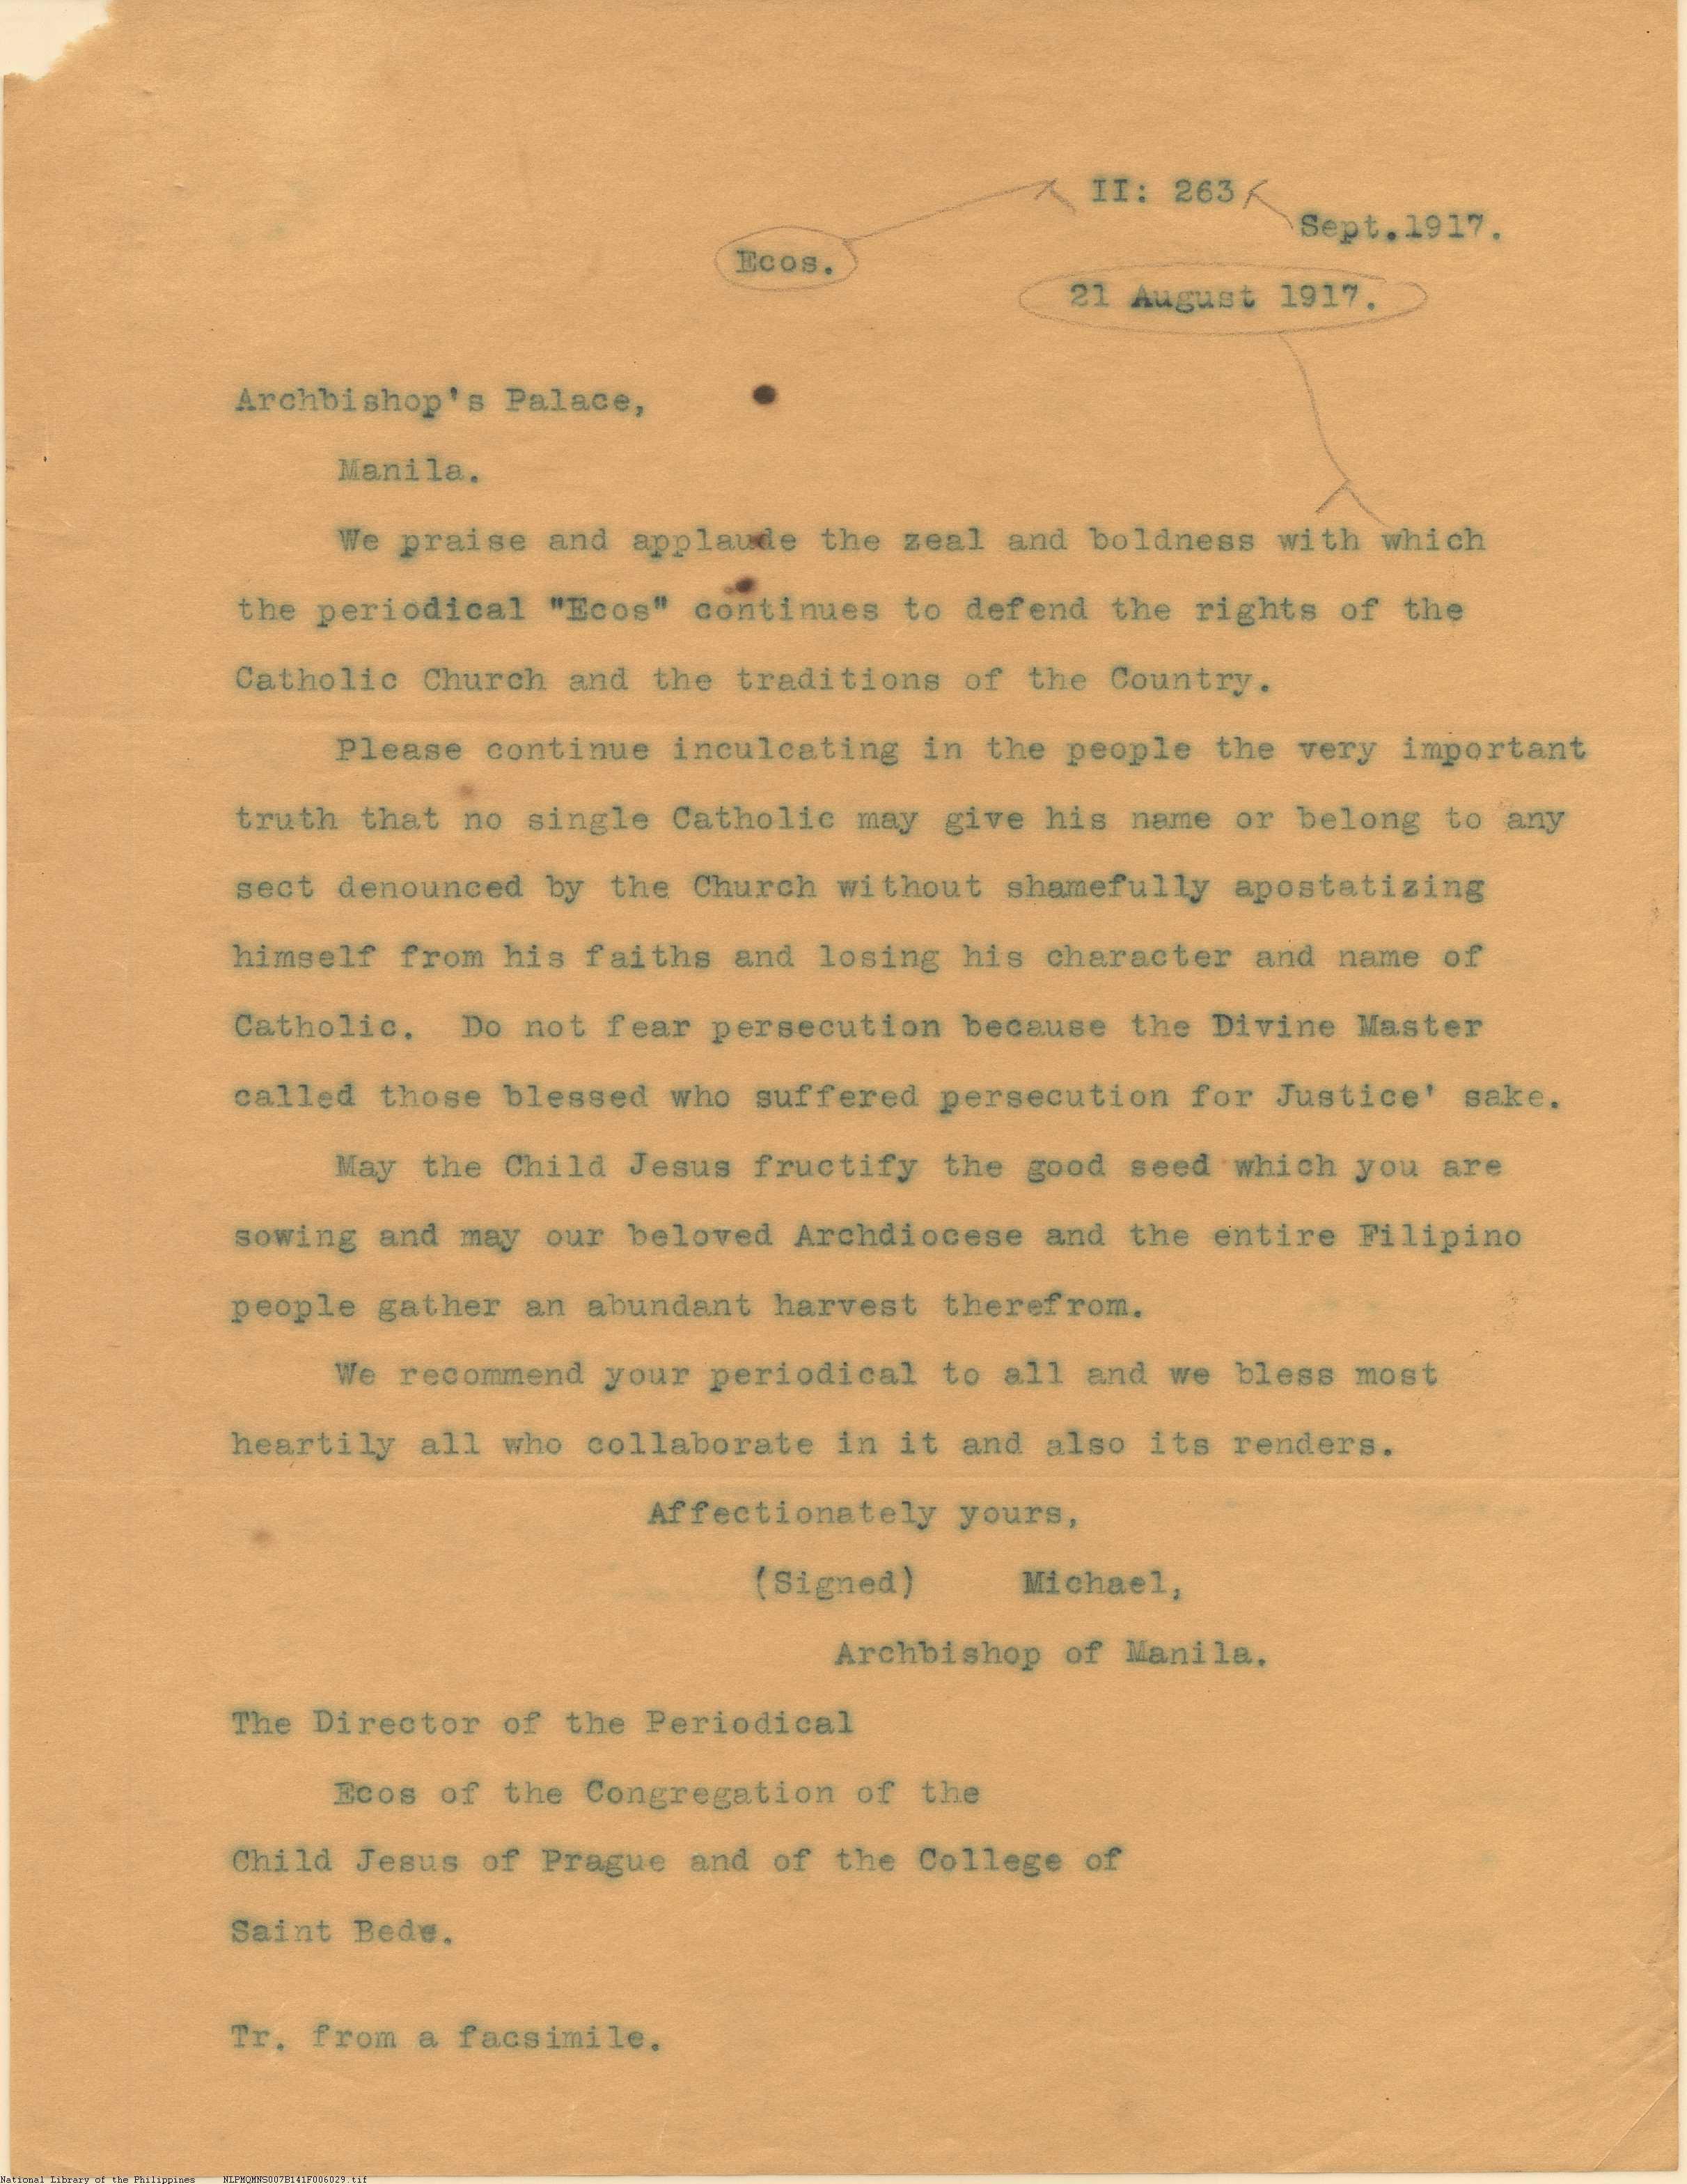 II: 263
Sept.1917.
Ecos.
21 August 1917.
Archbishop's Palace,
Manila.
We praise and applaude the zeal and boldness with which
the periodical "Ecos" continues to defend the rights of the
Catholic Church and the traditions of the Country.
Please continue inculcating in the people the very important
truth that no single Catholic may give his name or belong to any
sect denounced by the Church without shamefully apostatizing
himself from his faiths and losing his character and name of
Catholic. Do not fear persecution because the Divine Master
called those blessed who suffered persecution for Justice' sake.
May the Child Jesus fructify the good seed which you are
sowing and may our beloved Archdiocese and the entire Filipino
people gather an abundant harvest therefrom.
We recommend your periodical to all and we bless most
heartily all who collaborate in it and also its renders.
Affectionately yours,
(Signed) Michael,
Archbishop of Manila.
The Director of the Periodical
Ecos of the Congregation of the
Child Jesus of Prague and of the College of
Saint Bede.
Tr. from a facsimile.
National Library of the Philippines NLPMQMNS007B141F006029.tif